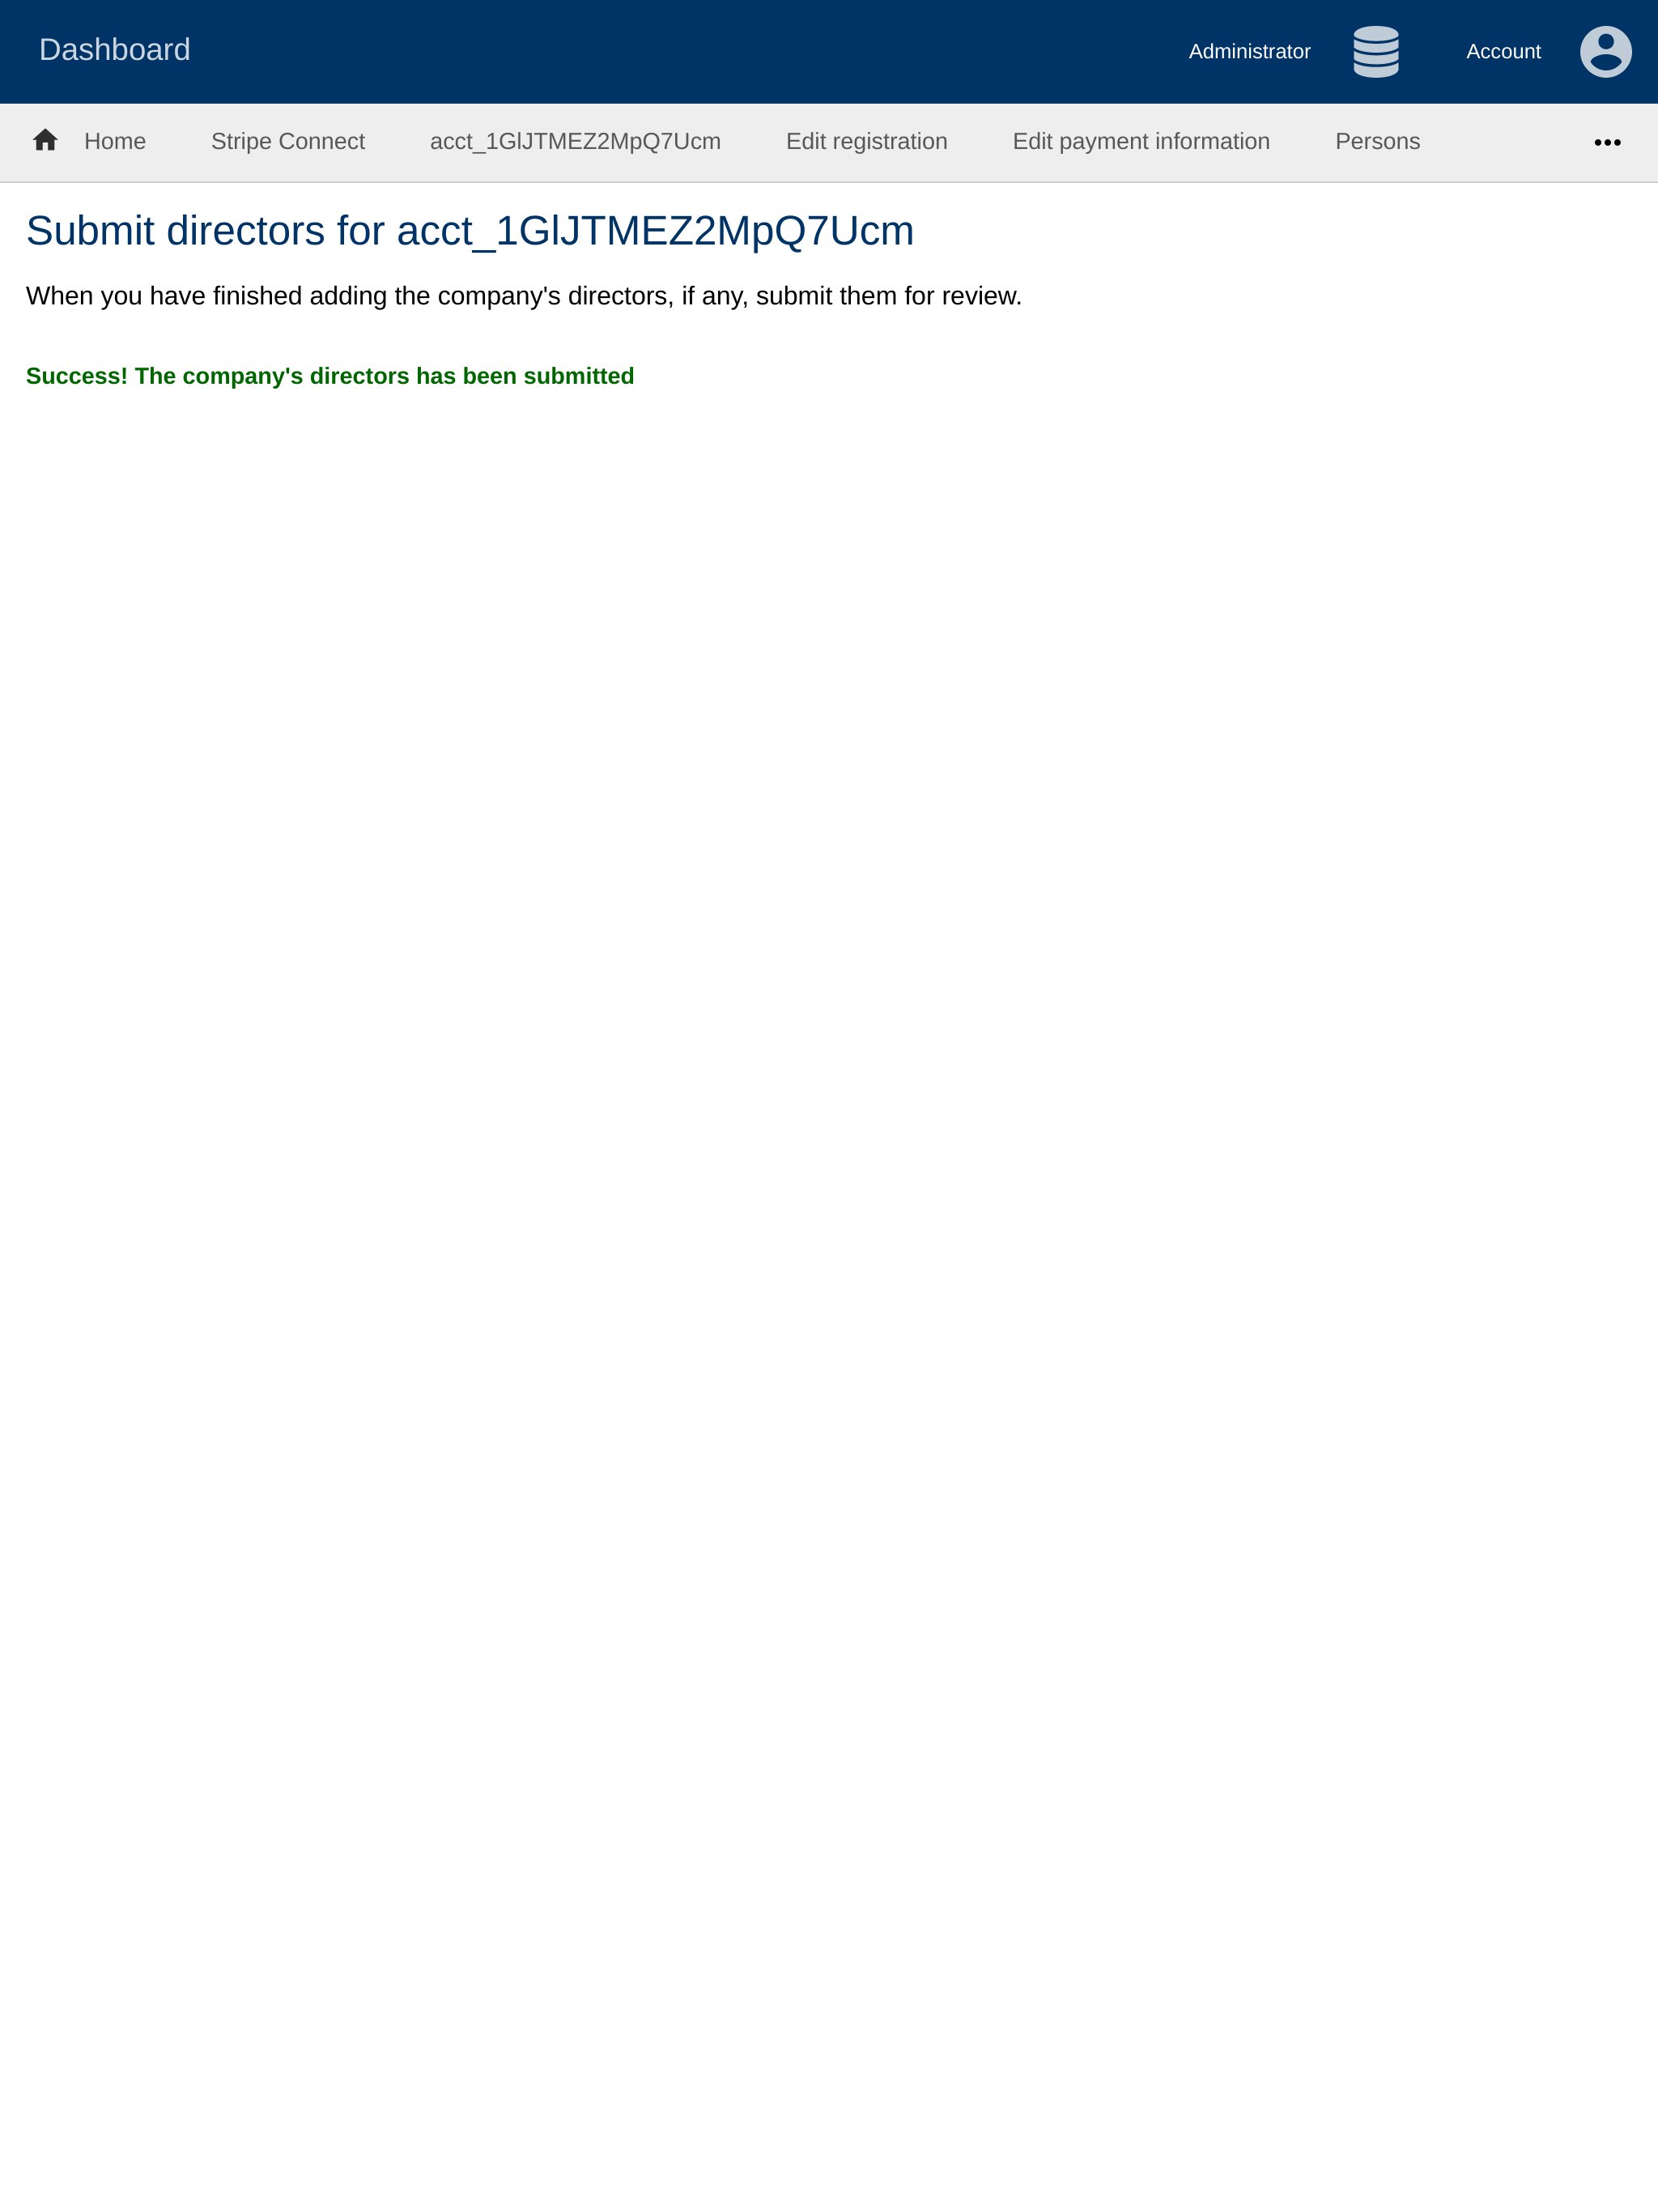 Dashboard
Administrator
Account
Home
Stripe Connect
acct_1GlJTMEZ2MpQ7Ucm
Edit registration
Edit payment information
Persons
Submit directors for acct_1GlJTMEZ2MpQ7Ucm
When you have finished adding the company's directors, if any, submit them for review.
Success! The company's directors has been submitted